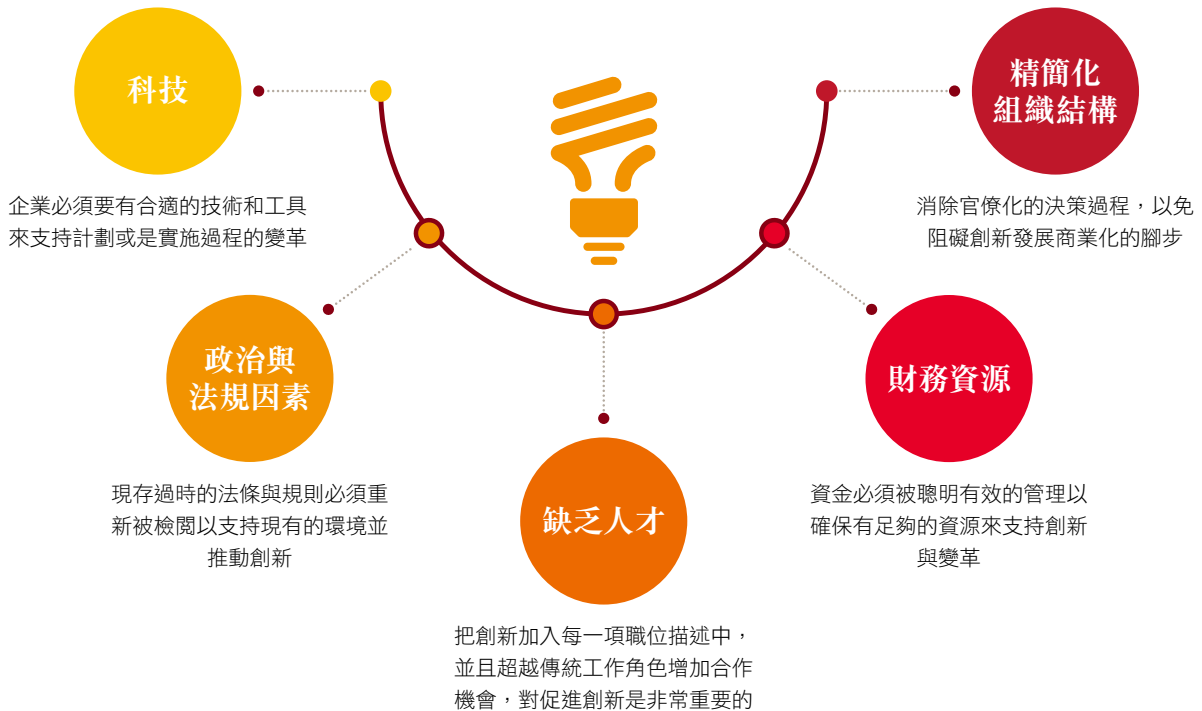 科技
企業必須要有合適的技術和工具
來支持計劃或是實施過程的變革
政治與
法規因素
現存過時的法條與規則必須重
新被檢閲以支持現有的環境並
推動創新
缺乏人才
把創新加入每一項職位描述中，
並且超越傳統工作角色增加合作
機會，對促進創新是非常重要的
財務資源
資金必須被聰明有效的管理以
確保有足夠的資源來支持創新
與變革
精簡化
組織結構
消除官僚化的決策過程，以免
阻礙創新發展商業化的腳步